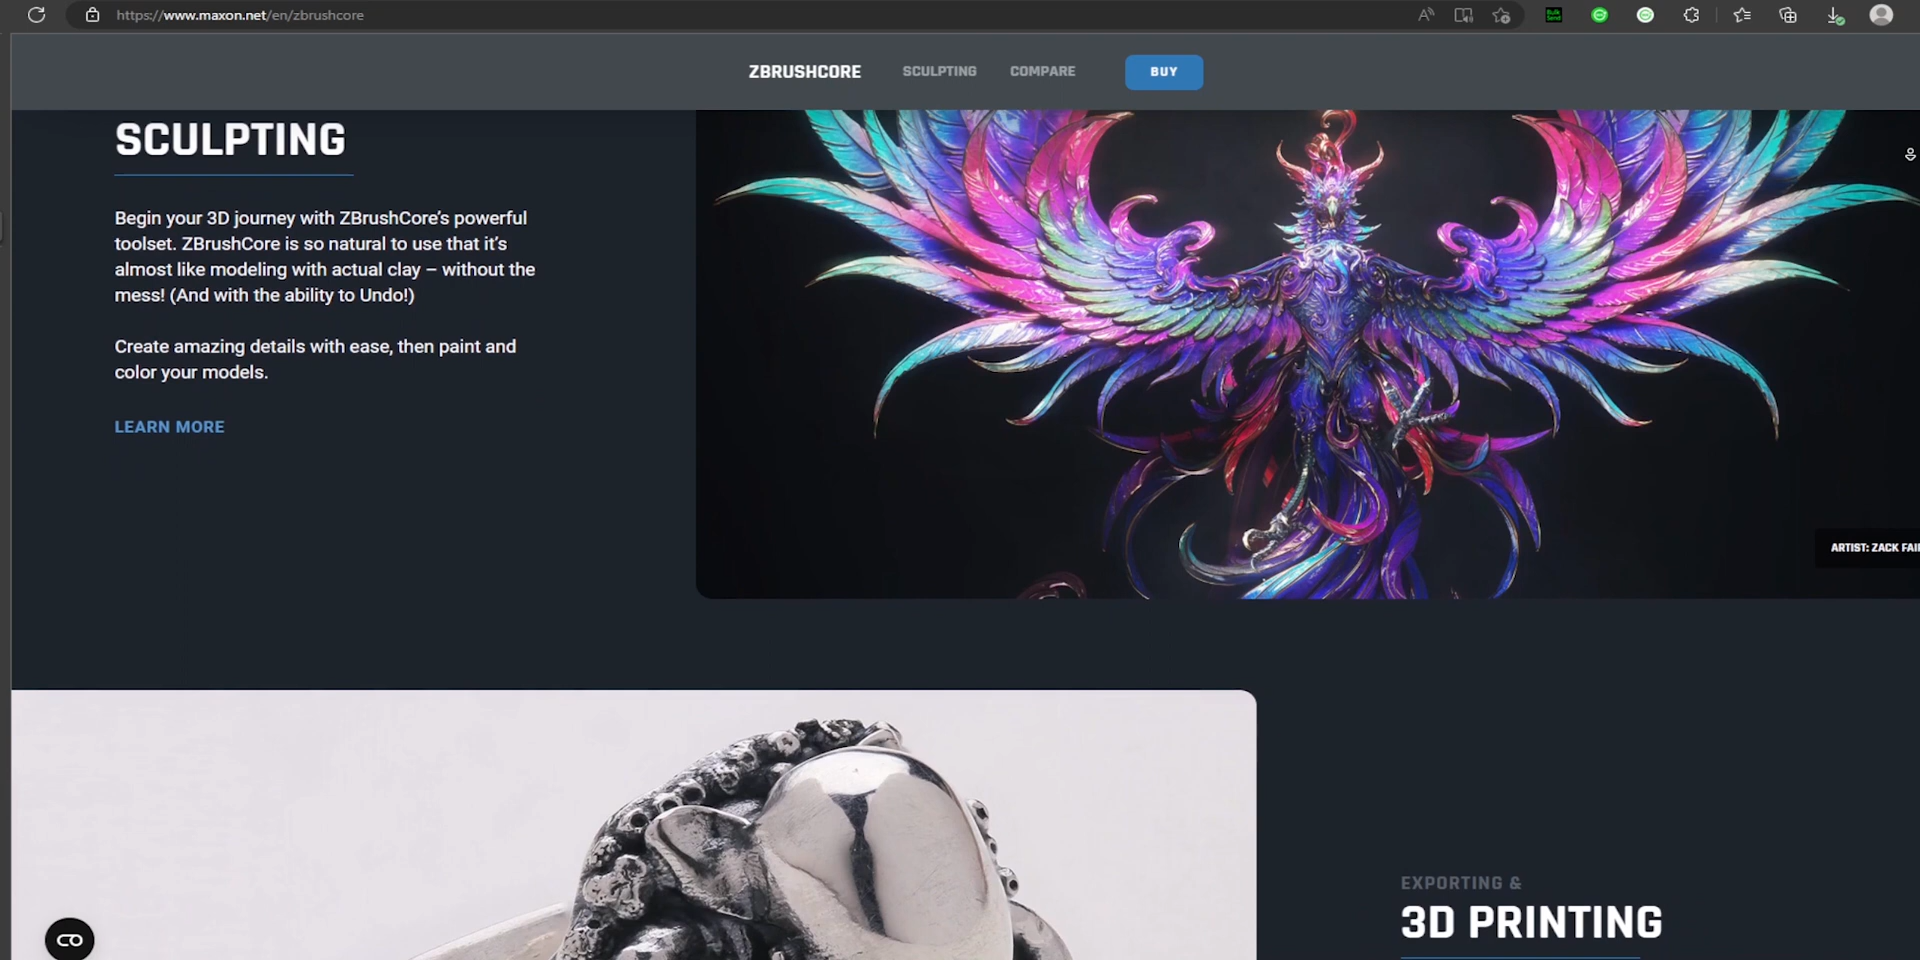 https://www.maxon.net/en/zbrushcore
ZBRUSHCORE SCULPTING COMPARE BUY
SCULPTING
Begin your 3D journey with ZBrushCore’s powerful
toolset. ZBrushCore is so natural to use that it’s
almost like modeling with actual clay – without the
mess! (And with the ability to Undo!)
Create amazing details with ease, then paint and
color your models.
LEARN MORE
ARTIST: ZACK
EXPORTING &
3D PRINTING